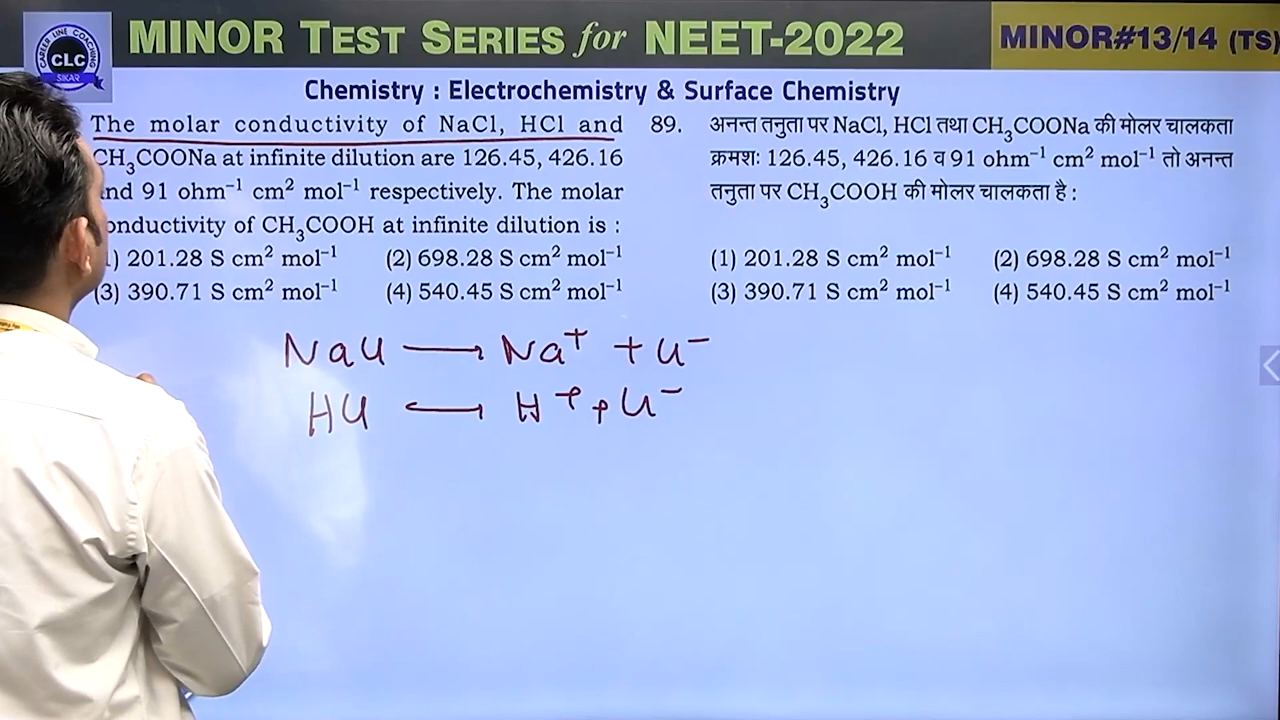 CAREER LINE COACHING
CLC
SIKAR
MINOR TEST SERIES for NEET-2022
MINOR#13/14 (TS)
Chemistry : Electrochemistry & Surface Chemistry
The molar conductivity of NaCl, HCl and
CH₃COONa at infinite dilution are 126.45, 426.16
and 91 ohm⁻¹ cm² mol⁻¹ respectively. The molar
conductivity of CH₃COOH at infinite dilution is :
1) 201.28 S cm² mol⁻¹ (2) 698.28 S cm² mol⁻¹
(3) 390.71 S cm² mol⁻¹ (4) 540.45 S cm² mol⁻¹
89. अनन्त तनुता पर NaCl, HCl तथा CH₃COONa की मोलर चालकता
क्रमशः 126.45, 426.16 व 91 ohm⁻¹ cm² mol⁻¹ तो अनन्त
तनुता पर CH₃COOH की मोलर चालकता है :
(1) 201.28 S cm² mol⁻¹ (2) 698.28 S cm² mol⁻¹
(3) 390.71 S cm² mol⁻¹ (4) 540.45 S cm² mol⁻¹
NaCl ⟶ Na⁺ + Cl⁻
HCl ⟶ H⁺ + Cl⁻